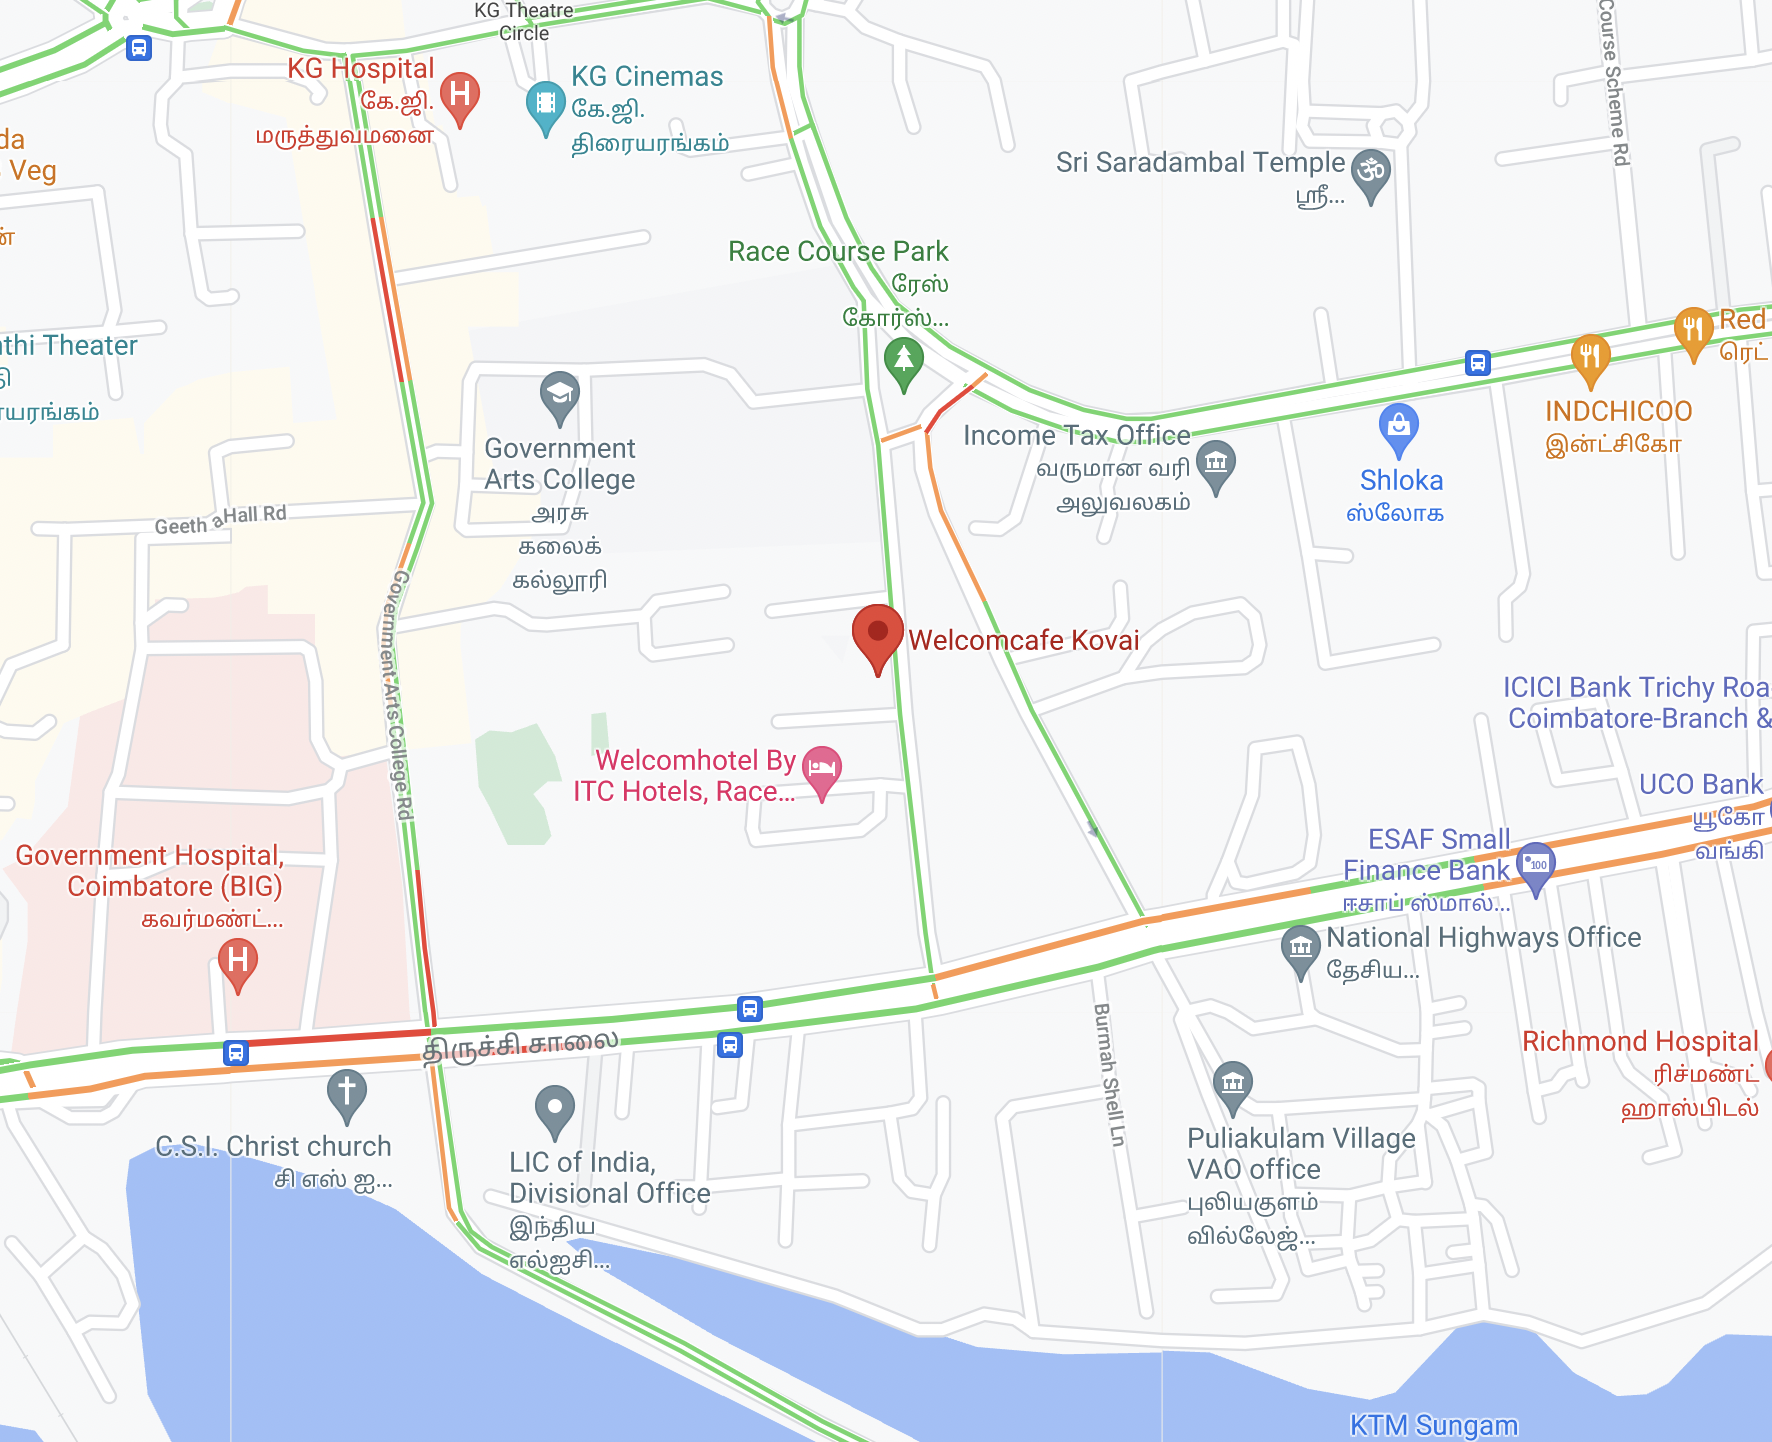 KG Theatre
Circle
Course Scheme Rd
KG Hospital
கே.ஜி.
மருத்துவமனை
KG Cinemas
கே.ஜி.
திரையரங்கம்
da
Veg
ன்
Sri Saradambal Temple
ஸ்ரீ...
Race Course Park
ரேஸ்
கோர்ஸ்...
Red
ரெட்
thi Theater
தி
யரங்கம்
INDCHICOO
இன்ட்சிகோ
Government
Arts College
அரசு
கலைக்
கல்லூரி
Income Tax Office
வருமான வரி
அலுவலகம்
Shloka
ஸ்லோக
Geetha Hall Rd
Government Arts College Rd
Welcomcafe Kovai
ICICI Bank Trichy Roa
Coimbatore-Branch &
Welcomhotel By
ITC Hotels, Race...
UCO Bank
யூகோ
வங்கி
ESAF Small
Finance Bank
ஈசாப் ஸ்மால்...
100
Government Hospital,
Coimbatore (BIG)
கவர்மண்ட்...
National Highways Office
தேசிய...
திருச்சி சாலை
Burmah Shell Ln
Richmond Hospital
ரிச்மண்ட்
ஹாஸ்பிடல்
C.S.I. Christ church
சி எஸ் ஐ...
LIC of India,
Divisional Office
இந்திய
எல்ஐசி...
Puliakulam Village
VAO office
புலியகுளம்
வில்லேஜ்...
KTM Sungam